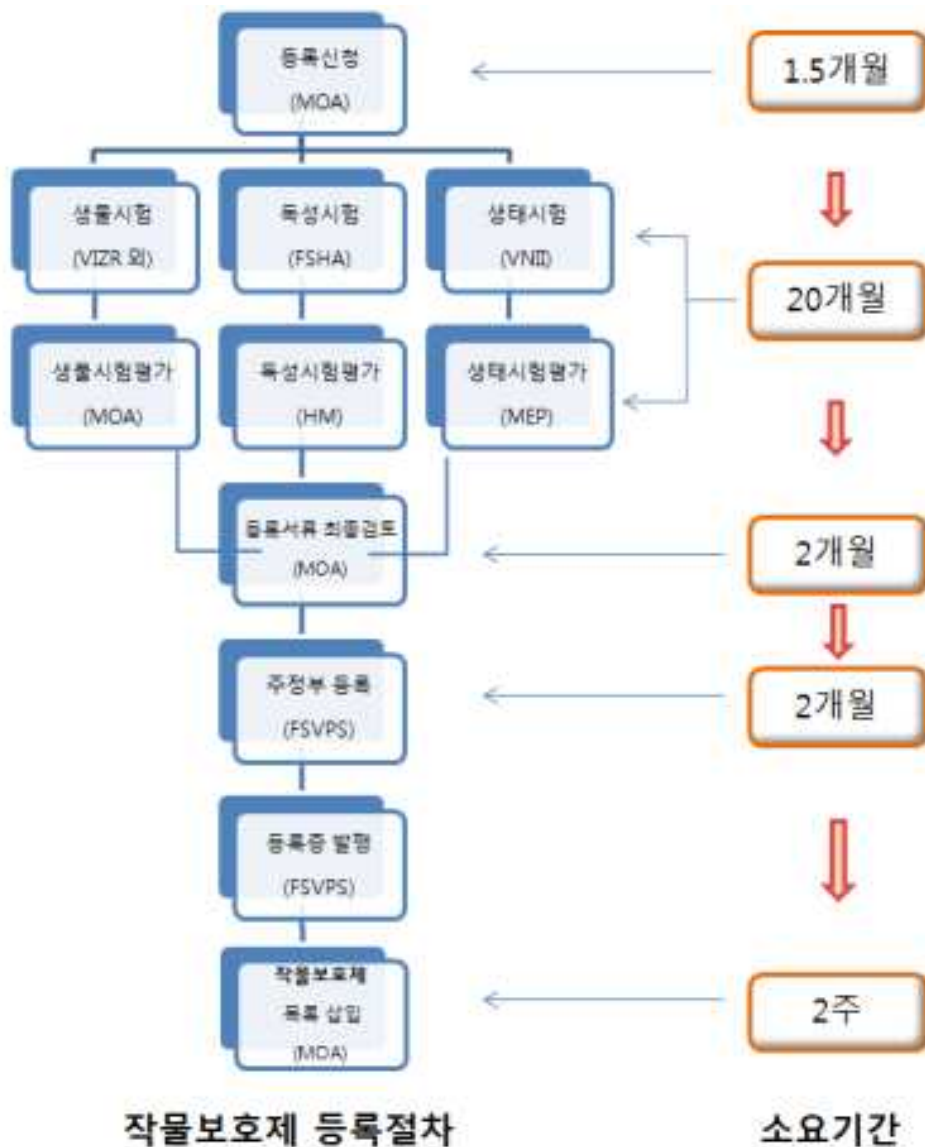 등록신청
(MOA)
1.5개월
생물시험
(VIZR 외)
독성시험
(FSHA)
생태시험
(VNII)
20개월
생물시험평가
(MOA)
독성시험평가
(HM)
생태시험평가
(MEP)
등록서류 최종검토
(MOA)
2개월
주정부 등록
(FSVPS)
2개월
등록증 발행
(FSVPS)
작물보호제
목록 삽입
(MOA)
2주
작물보호제 등록절차
소요기간